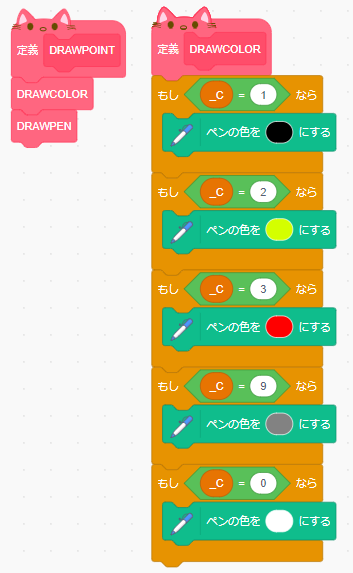 定義 DRAWPOINT
DRAWCOLOR
DRAWPEN
定義 DRAWCOLOR
もし _C = 1 なら
ペンの色を にする
もし _C = 2 なら
ペンの色を にする
もし _C = 3 なら
ペンの色を にする
もし _C = 9 なら
ペンの色を にする
もし _C = 0 なら
ペンの色を にする